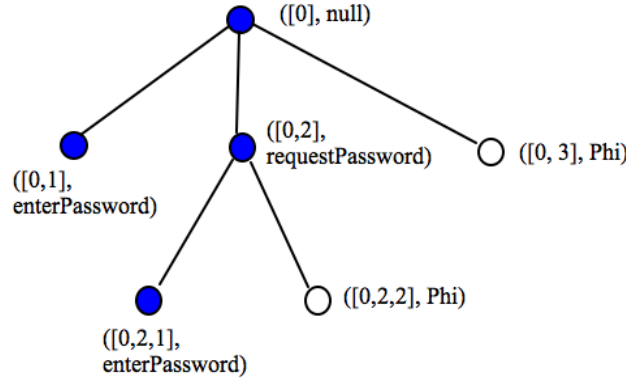 ([0], null)
([0,2],
requestPassword)
([0, 3], Phi)
([0,1],
enterPassword)
([0,2,2], Phi)
([0,2,1],
enterPassword)